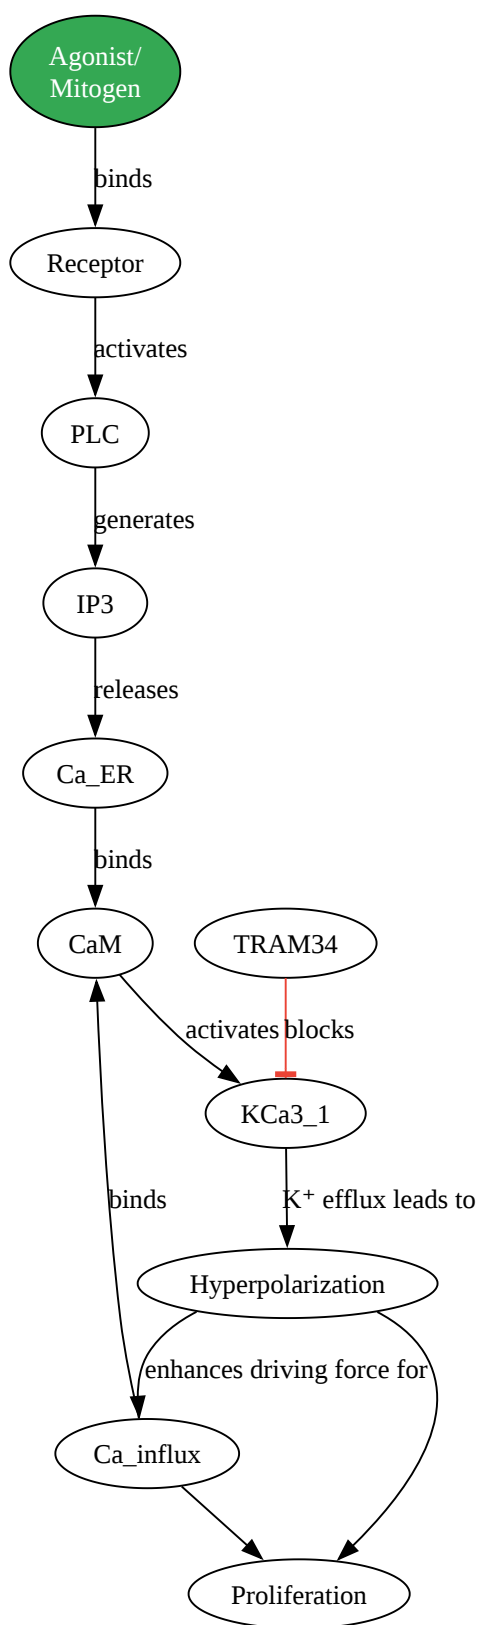 Agonist/
Mitogen
binds
Receptor
activates
PLC
generates
IP3
releases
Ca_ER
binds
CaM
TRAM34
activates
blocks
KCa3_1
binds
K⁺ efflux leads to
Hyperpolarization
enhances driving force for
Ca_influx
Proliferation